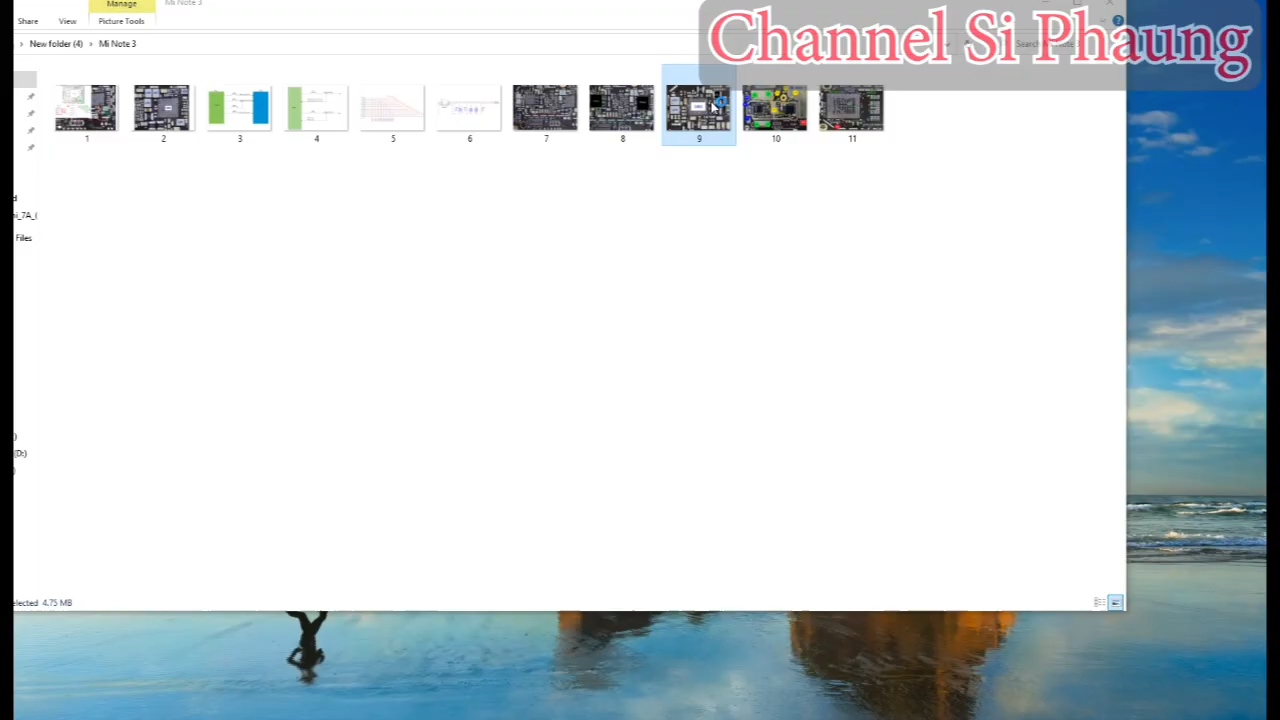 Manage
Mi Note 3
Channel Si Phaung
Share
View
Picture Tools
New folder (4)
Mi Note 3
Search
1
2
3
4
5
6
7
8
9
10
11
Files
(D:)
4.75 MB